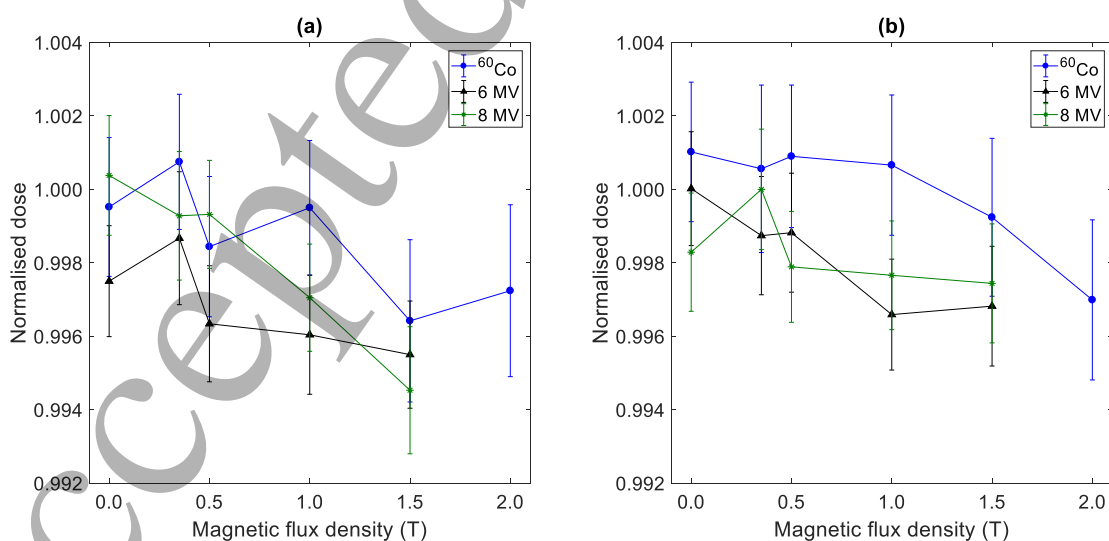 (a)
1.004
1.002
1.000
0.998
0.996
0.994
0.992
Normalised dose
0.0 0.5 1.0 1.5 2.0
Magnetic flux density (T)
60Co
6 MV
8 MV
(b)
1.004
1.002
1.000
0.998
0.996
0.994
0.992
Normalised dose
0.0 0.5 1.0 1.5 2.0
Magnetic flux density (T)
60Co
6 MV
8 MV